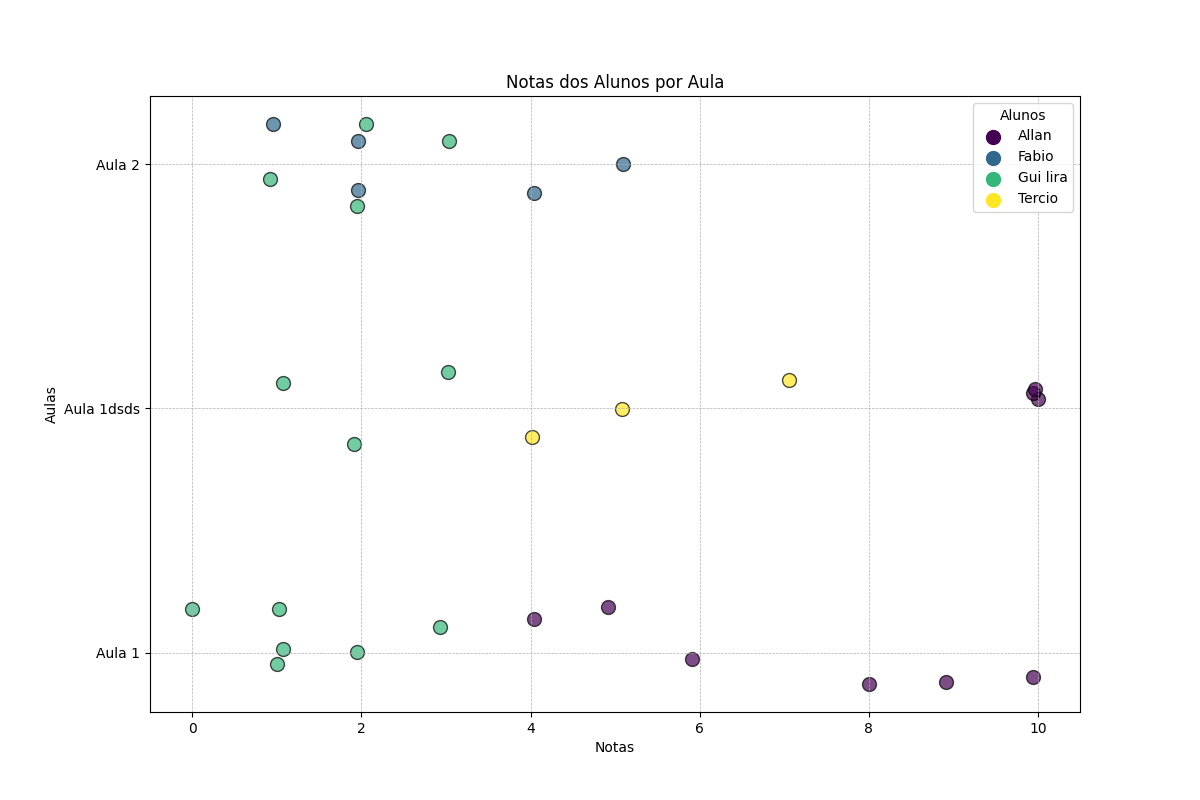 Notas dos Alunos por Aula
Alunos
Allan
Fabio
Gui lira
Tercio
Aula 2
Aula 1dsds
Aula 1
Aulas
0 2 4 6 8 10
Notas